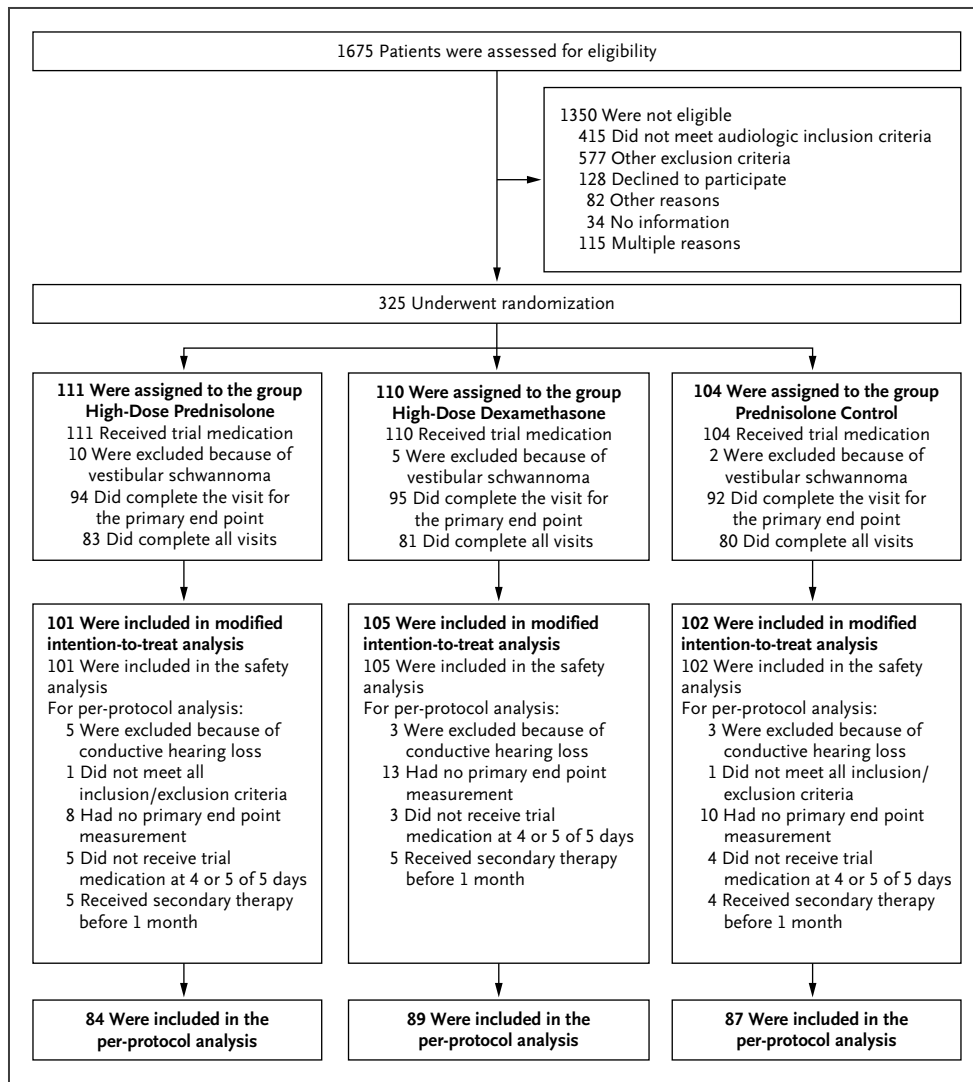 1675 Patients were assessed for eligibility
1350 Were not eligible
415 Did not meet audiologic inclusion criteria
577 Other exclusion criteria
128 Declined to participate
82 Other reasons
34 No information
115 Multiple reasons
325 Underwent randomization
111 Were assigned to the group
High-Dose Prednisolone
111 Received trial medication
10 Were excluded because of
vestibular schwannoma
94 Did complete the visit for
the primary end point
83 Did complete all visits
110 Were assigned to the group
High-Dose Dexamethasone
110 Received trial medication
5 Were excluded because of
vestibular schwannoma
95 Did complete the visit for
the primary end point
81 Did complete all visits
104 Were assigned to the group
Prednisolone Control
104 Received trial medication
2 Were excluded because of
vestibular schwannoma
92 Did complete the visit for
the primary end point
80 Did complete all visits
101 Were included in modified
intention-to-treat analysis
101 Were included in the safety
analysis
For per-protocol analysis:
5 Were excluded because of
conductive hearing loss
1 Did not meet all
inclusion/exclusion criteria
8 Had no primary end point
measurement
5 Did not receive trial
medication at 4 or 5 of 5 days
5 Received secondary therapy
before 1 month
105 Were included in modified
intention-to-treat analysis
105 Were included in the safety
analysis
For per-protocol analysis:
3 Were excluded because of
conductive hearing loss
13 Had no primary end point
measurement
3 Did not receive trial
medication at 4 or 5 of 5 days
5 Received secondary therapy
before 1 month
102 Were included in modified
intention-to-treat analysis
102 Were included in the safety
analysis
For per-protocol analysis:
3 Were excluded because of
conductive hearing loss
1 Did not meet all inclusion/
exclusion criteria
10 Had no primary end point
measurement
4 Did not receive trial
medication at 4 or 5 of 5 days
4 Received secondary therapy
before 1 month
84 Were included in the
per-protocol analysis
89 Were included in the
per-protocol analysis
87 Were included in the
per-protocol analysis